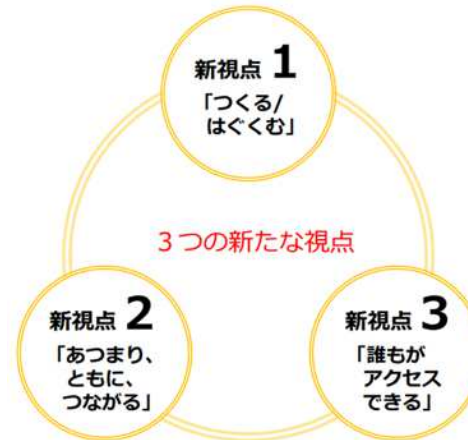 新視点 1
「つくる/
はぐくむ」
3つの新たな視点
新視点 2
「あつまり、
ともに、
つながる」
新視点 3
「誰もが
アクセス
できる」